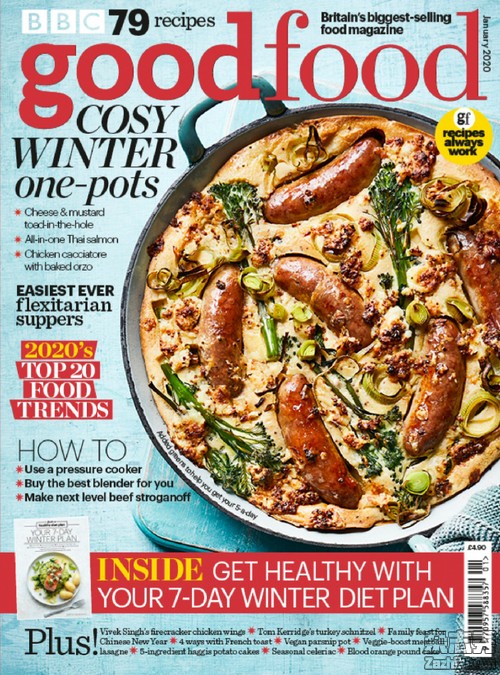 BBC 79 recipes
Britain's biggest-selling
food magazine
January 2020
goodfood
gf
recipes
always
work
COSY
WINTER
one-pots
* Cheese & mustard
toad-in-the-hole
* All-in-one Thai salmon
* Chicken cacciatore
with baked orzo
EASIEST EVER
flexitarian
suppers
2020's
TOP 20
FOOD
TRENDS
HOW TO
* Use a pressure cooker
* Buy the best blender for you
* Make next level beef stroganoff
Added greens to help you get your 5-a-day
YOUR 7-DAY
WINTER PLAN
INSIDE GET HEALTHY WITH
YOUR 7-DAY WINTER DIET PLAN
£4.90
01>
Plus!
Vivek Singh's firecracker chicken wings * Tom Kerridge's turkey schnitzel * Family feast for
Chinese New Year * 4 ways with French toast * Vegan parsnip pot * Veggie-boost meatball
lasagne * 5-ingredient haggis potato cakes * Seasonal celeriac * Blood orange pound cake